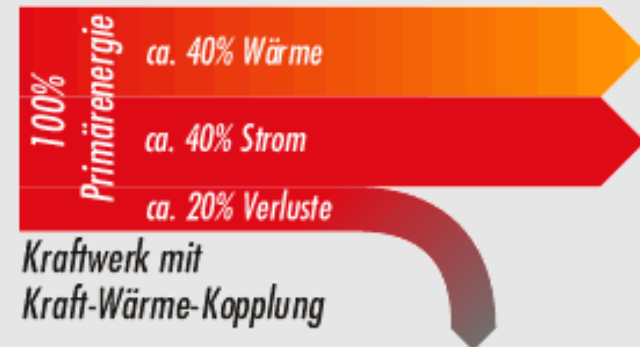 100%
Primärenergie
ca. 40% Wärme
ca. 40% Strom
ca. 20% Verluste
Kraftwerk mit
Kraft-Wärme-Kopplung